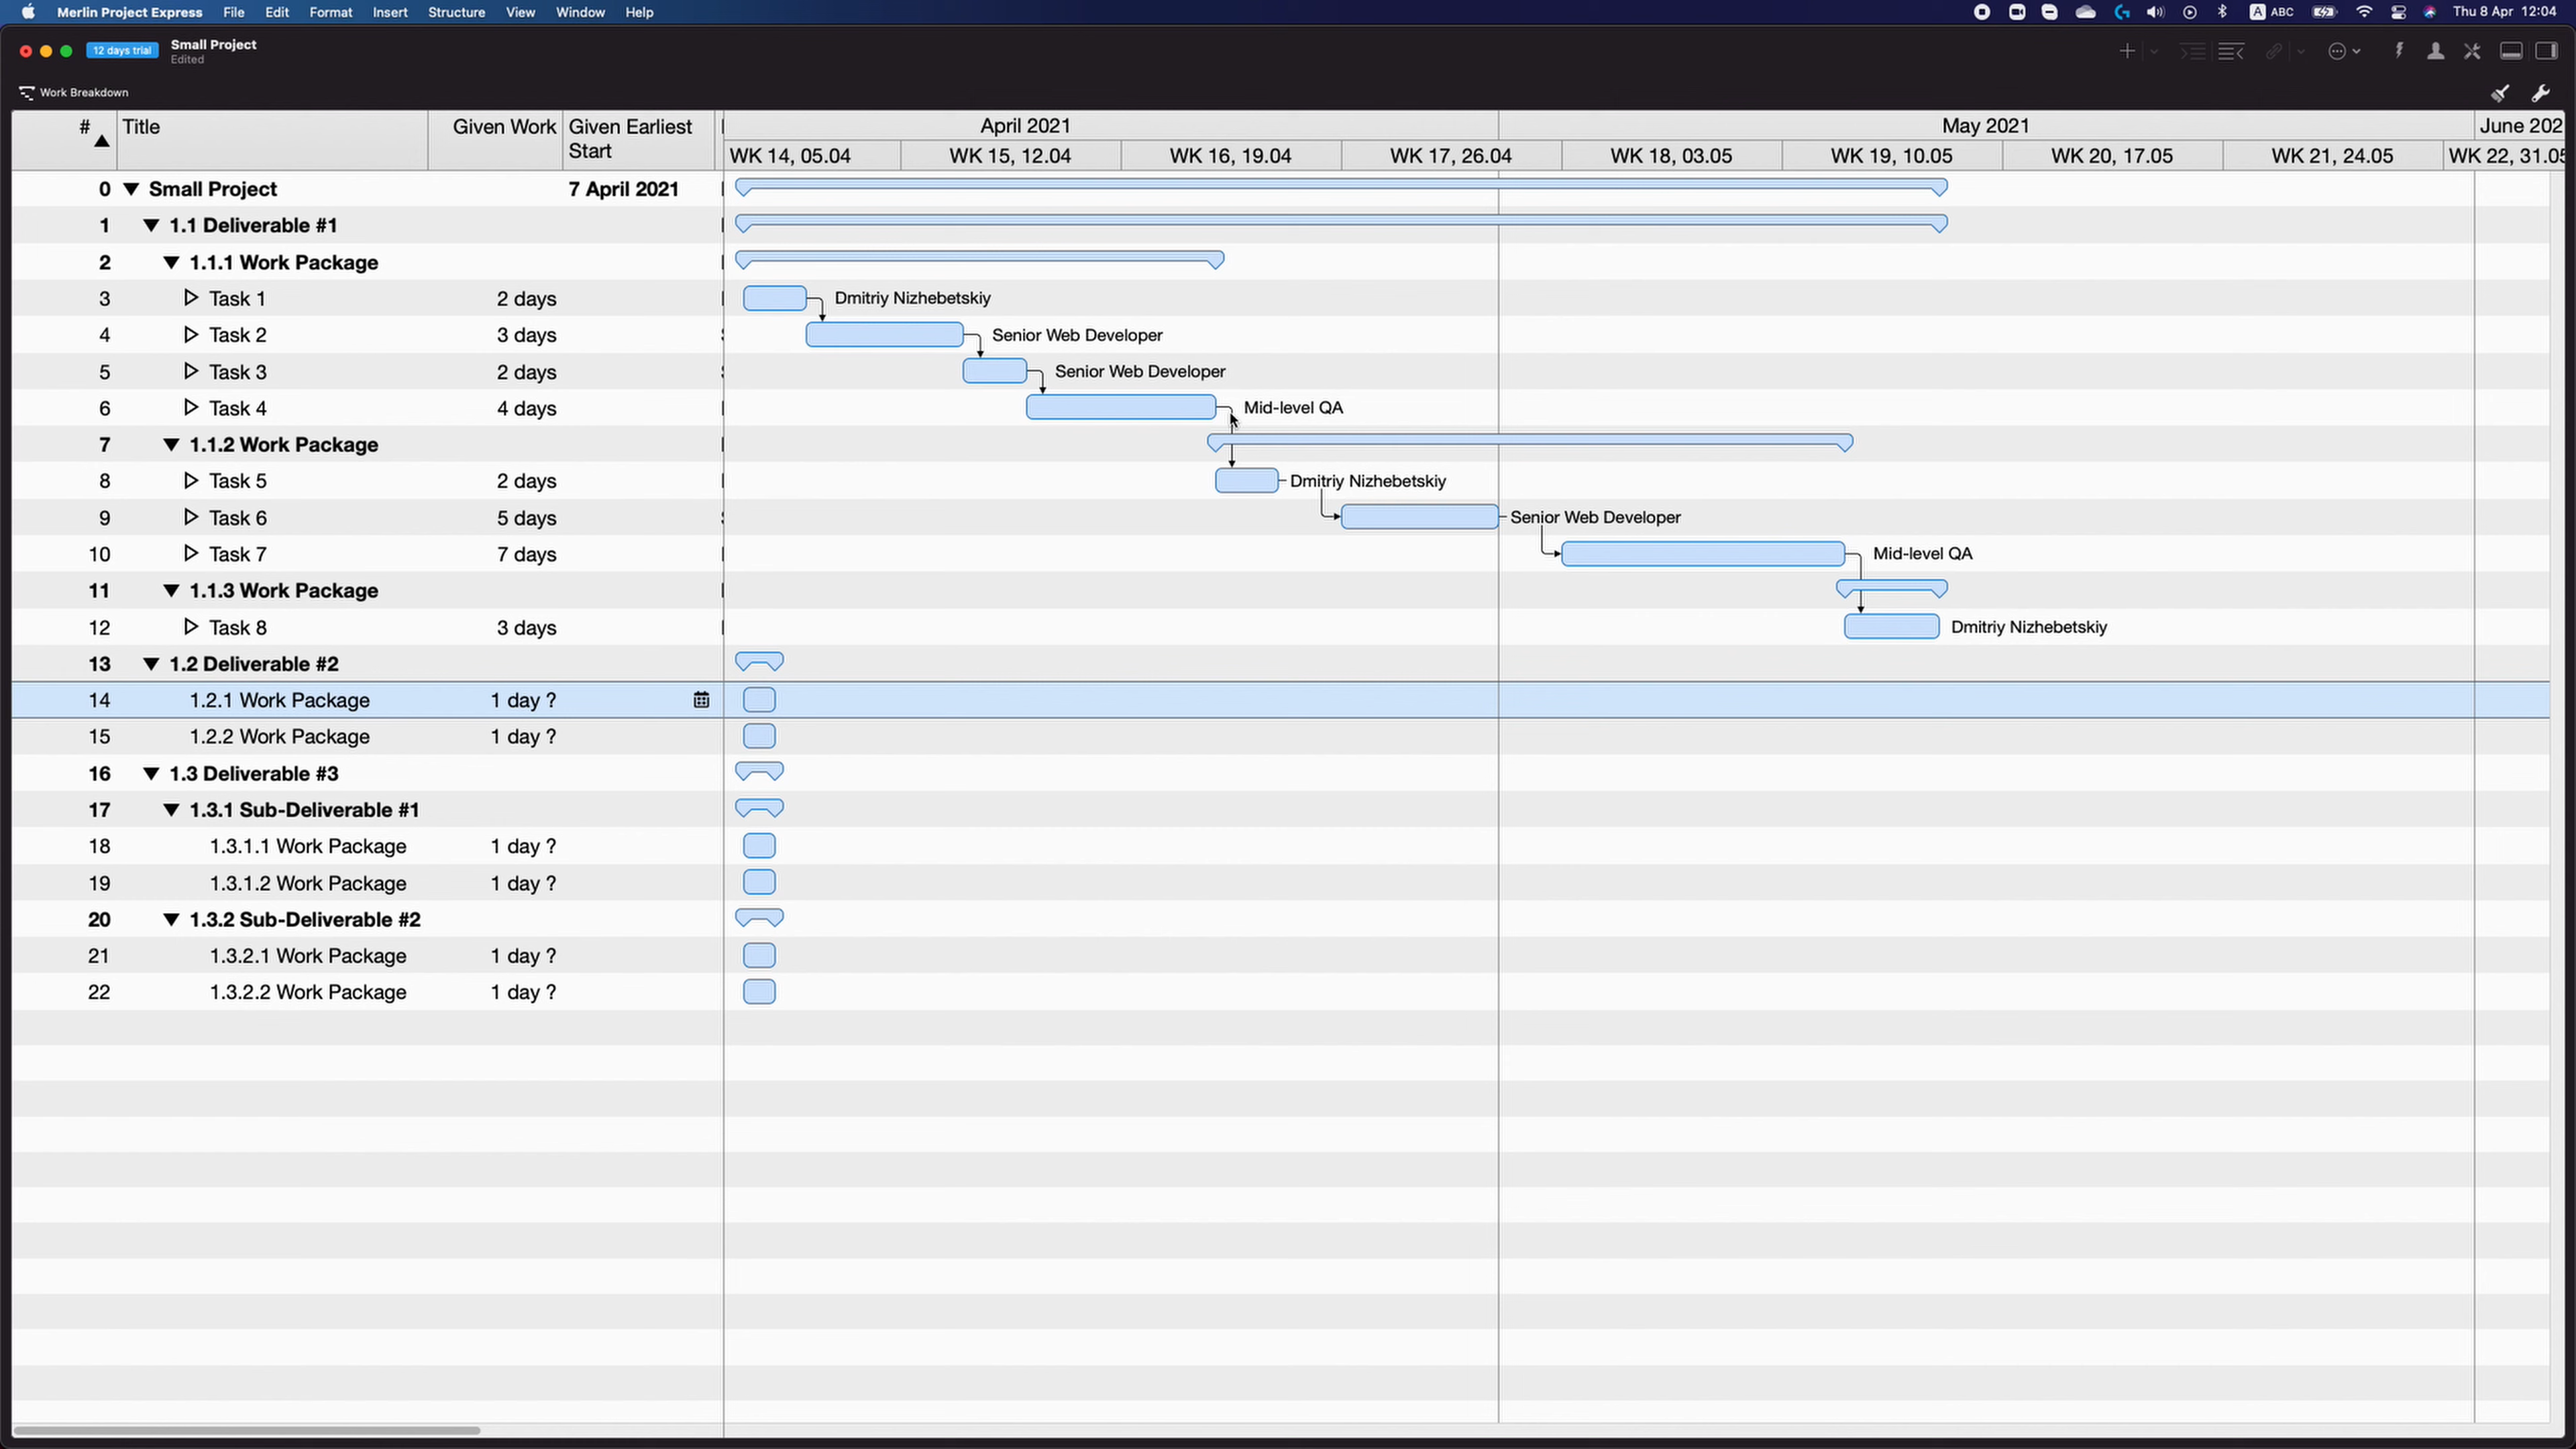 Merlin Project Express File Edit Format Insert Structure View Window Help ABC Thu 8 Apr 12:04
12 days trial Small Project
Edited
Work Breakdown
# Title Given Work Given Earliest Start April 2021 May 2021 June 202
WK 14, 05.04 WK 15, 12.04 WK 16, 19.04 WK 17, 26.04 WK 18, 03.05 WK 19, 10.05 WK 20, 17.05 WK 21, 24.05 WK 22, 31.05
0 Small Project 7 April 2021
1 1.1 Deliverable #1
2 1.1.1 Work Package
3 Task 1 2 days Dmitriy Nizhebetskiy
4 Task 2 3 days Senior Web Developer
5 Task 3 2 days Senior Web Developer
6 Task 4 4 days Mid-level QA
7 1.1.2 Work Package
8 Task 5 2 days Dmitriy Nizhebetskiy
9 Task 6 5 days Senior Web Developer
10 Task 7 7 days Mid-level QA
11 1.1.3 Work Package
12 Task 8 3 days Dmitriy Nizhebetskiy
13 1.2 Deliverable #2
14 1.2.1 Work Package 1 day ?
15 1.2.2 Work Package 1 day ?
16 1.3 Deliverable #3
17 1.3.1 Sub-Deliverable #1
18 1.3.1.1 Work Package 1 day ?
19 1.3.1.2 Work Package 1 day ?
20 1.3.2 Sub-Deliverable #2
21 1.3.2.1 Work Package 1 day ?
22 1.3.2.2 Work Package 1 day ?